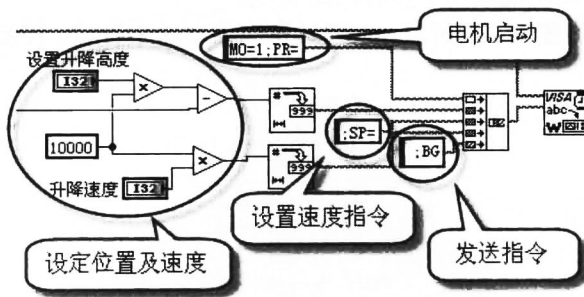 MO=1;PR=
电机启动
设置升降高度
I32
10000
升降速度
I32
999
999
;SP=
;BG
VISA
abc
W
设置速度指令
设定位置及速度
发送指令